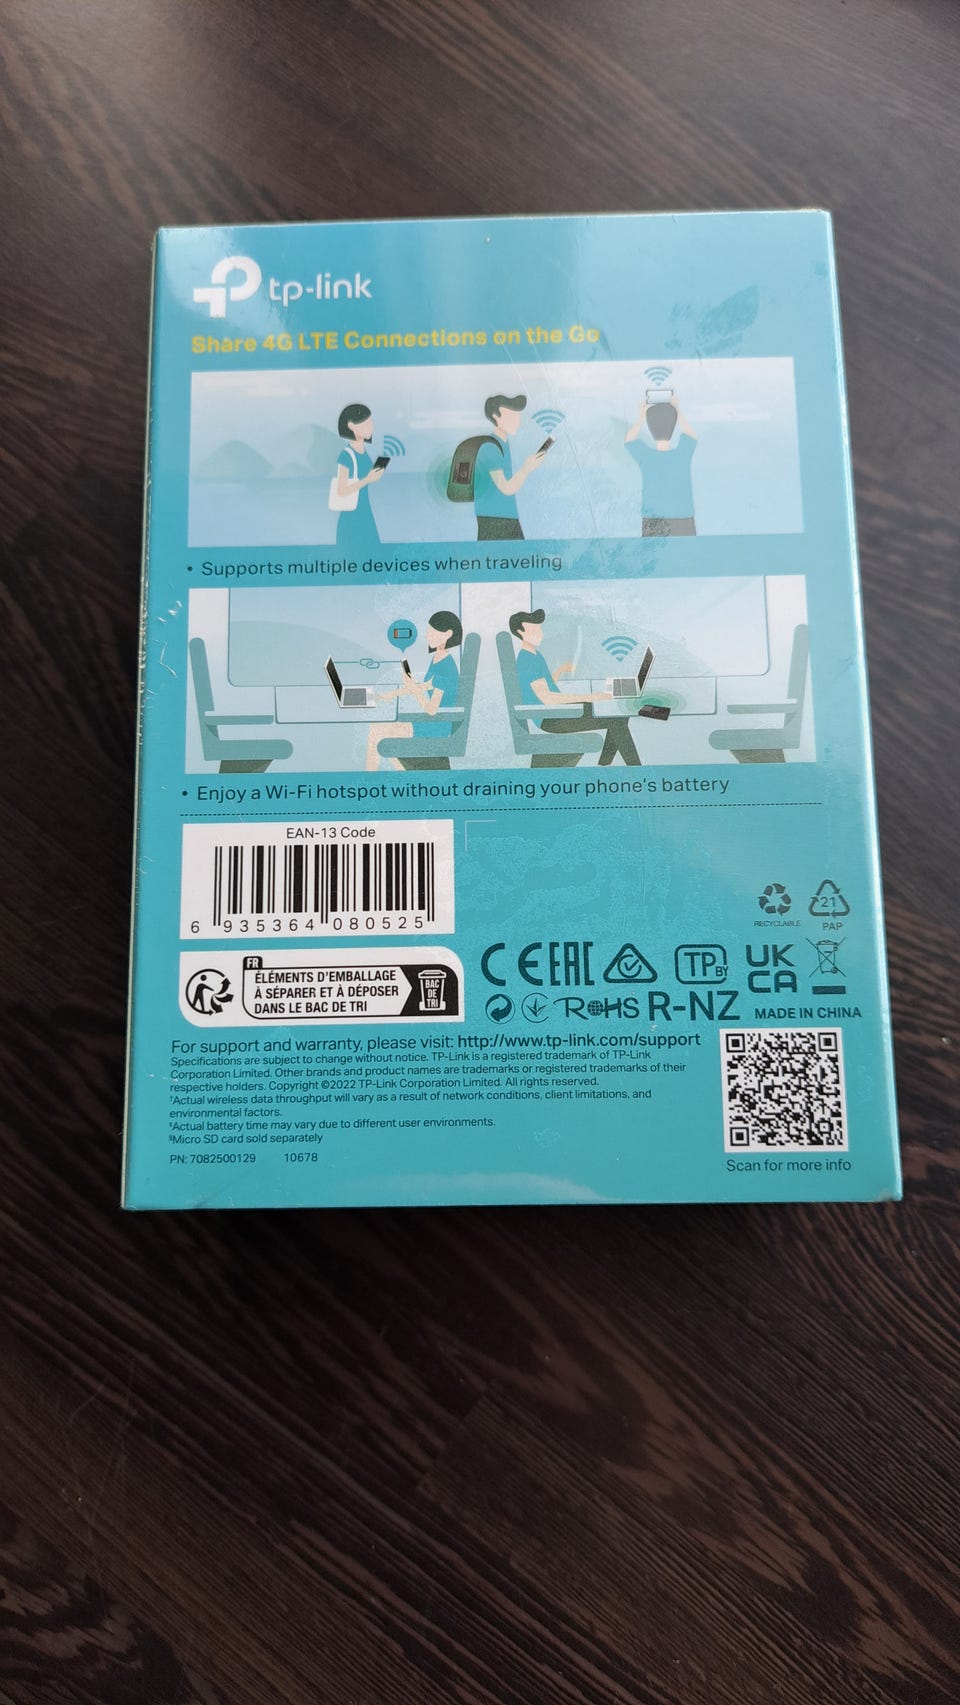 tp-link
Share 4G LTE Connections on the Go
• Supports multiple devices when traveling
• Enjoy a Wi-Fi hotspot without draining your phone's battery
EAN-13 Code
6 935364 080525
RECYCLABLE
21
PAP
FR
ÉLÉMENTS D'EMBALLAGE
À SÉPARER ET À DÉPOSER
DANS LE BAC DE TRI
BAC
DE
TRI
CE EAC TP BY UK
CA
RoHS R-NZ MADE IN CHINA
For support and warranty, please visit: http://www.tp-link.com/support
Specifications are subject to change without notice. TP-Link is a registered trademark of TP-Link
Corporation Limited. Other brands and product names are trademarks or registered trademarks of their
respective holders. Copyright ©2022 TP-Link Corporation Limited. All rights reserved.
†Actual wireless data throughput will vary as a result of network conditions, client limitations, and
environmental factors.
‡Actual battery time may vary due to different user environments.
§Micro SD card sold separately
PN: 7082500129 10678
Scan for more info